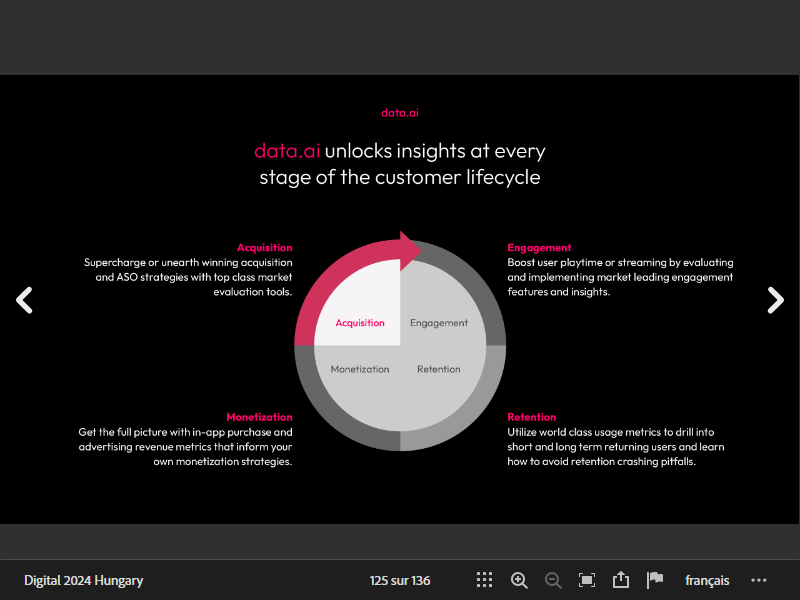 data.ai
data.ai unlocks insights at every
stage of the customer lifecycle
Acquisition
Supercharge or unearth winning acquisition
and ASO strategies with top class market
evaluation tools.
Engagement
Boost user playtime or streaming by evaluating
and implementing market leading engagement
features and insights.
Acquisition
Engagement
Monetization
Retention
Monetization
Get the full picture with in-app purchase and
advertising revenue metrics that inform your
own monetization strategies.
Retention
Utilize world class usage metrics to drill into
short and long term returning users and learn
how to avoid retention crashing pitfalls.
Digital 2024 Hungary
125 sur 136
français